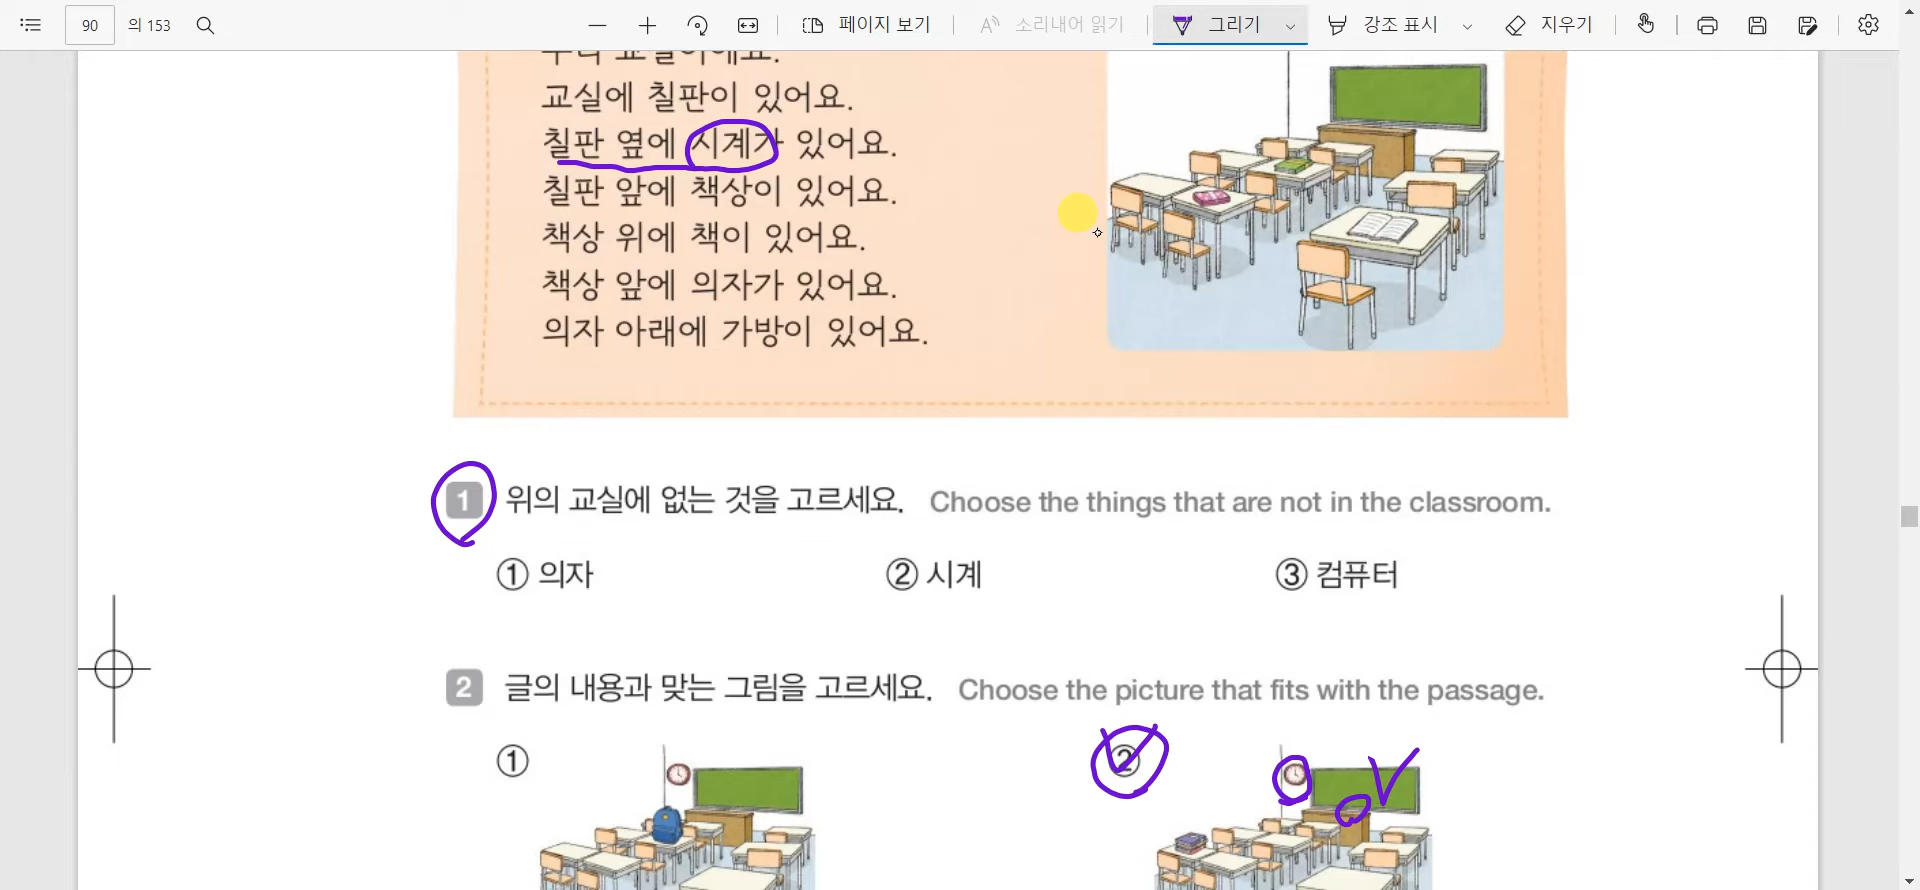 90 의 153 페이지 보기 소리내어 읽기 그리기 강조 표시 지우기
우리 교실이에요.
교실에 칠판이 있어요.
칠판 옆에 시계가 있어요.
칠판 앞에 책상이 있어요.
책상 위에 책이 있어요.
책상 앞에 의자가 있어요.
의자 아래에 가방이 있어요.
1 위의 교실에 없는 것을 고르세요. Choose the things that are not in the classroom.
① 의자 ② 시계 ③ 컴퓨터
2 글의 내용과 맞는 그림을 고르세요. Choose the picture that fits with the passage.
① ②